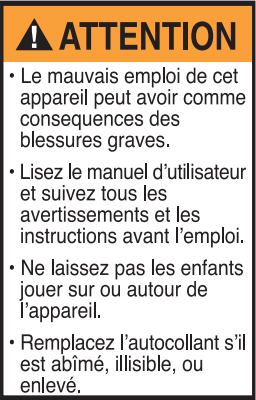 ATTENTION
• Le mauvais emploi de cet
appareil peut avoir comme
consequences des
blessures graves.
• Lisez le manuel d'utilisateur
et suivez tous les
avertissements et les
instructions avant l'emploi.
• Ne laissez pas les enfants
jouer sur ou autour de
l'appareil.
• Remplacez l'autocollant s'il
est abîmé, illisible, ou
enlevé.